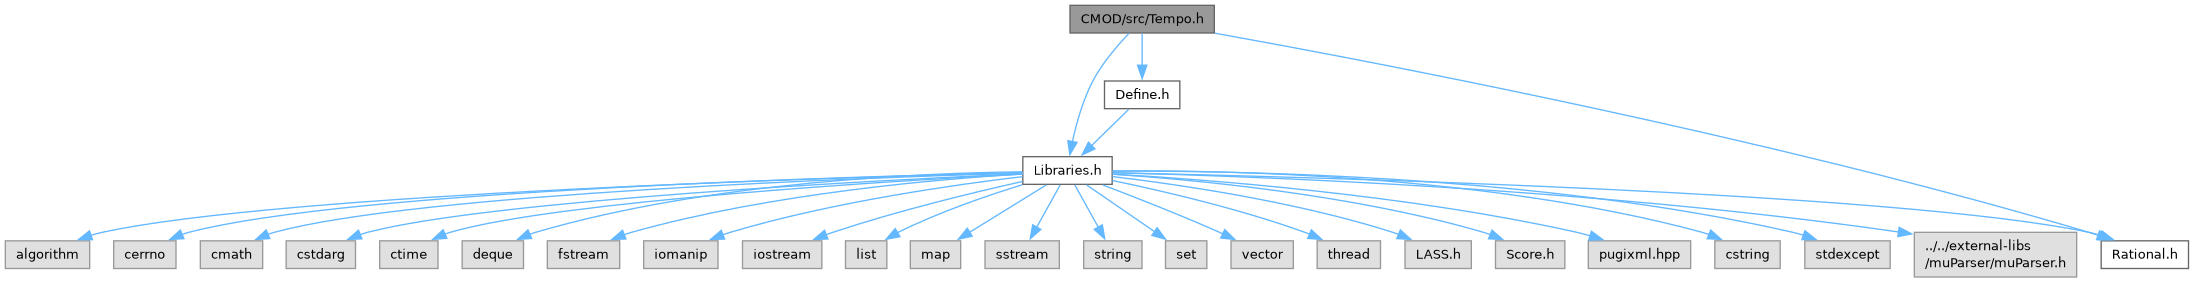 CMOD/src/Tempo.h
Define.h
Libraries.h
algorithm
cerrno
cmath
cstdarg
ctime
deque
fstream
iomanip
iostream
list
map
sstream
string
set
vector
thread
LASS.h
Score.h
pugixml.hpp
cstring
stdexcept
../../external-libs
/muParser/muParser.h
Rational.h